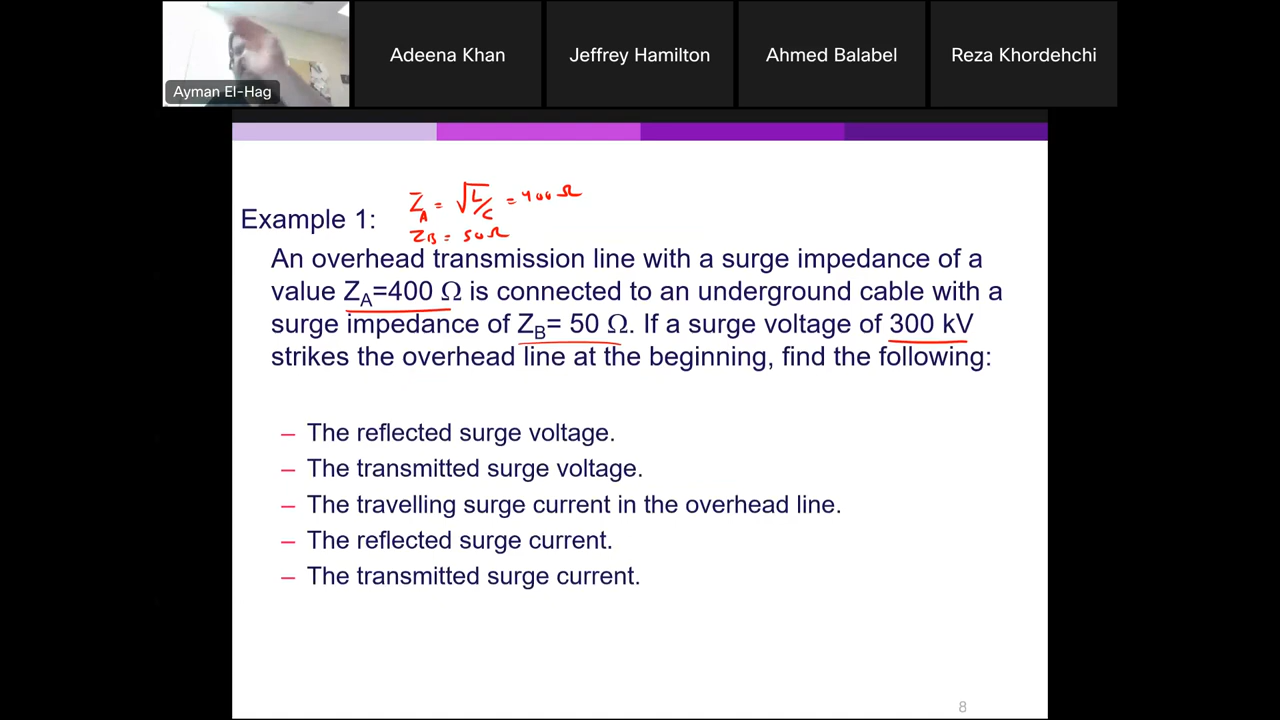 Ayman El-Hag
Adeena Khan
Jeffrey Hamilton
Ahmed Balabel
Reza Khordehchi
Z_A = √L/C = 400 Ω
Example 1:
Z_B = 50 Ω
An overhead transmission line with a surge impedance of a
value Z_A=400 Ω is connected to an underground cable with a
surge impedance of Z_B= 50 Ω. If a surge voltage of 300 kV
strikes the overhead line at the beginning, find the following:
– The reflected surge voltage.
– The transmitted surge voltage.
– The travelling surge current in the overhead line.
– The reflected surge current.
– The transmitted surge current.
8